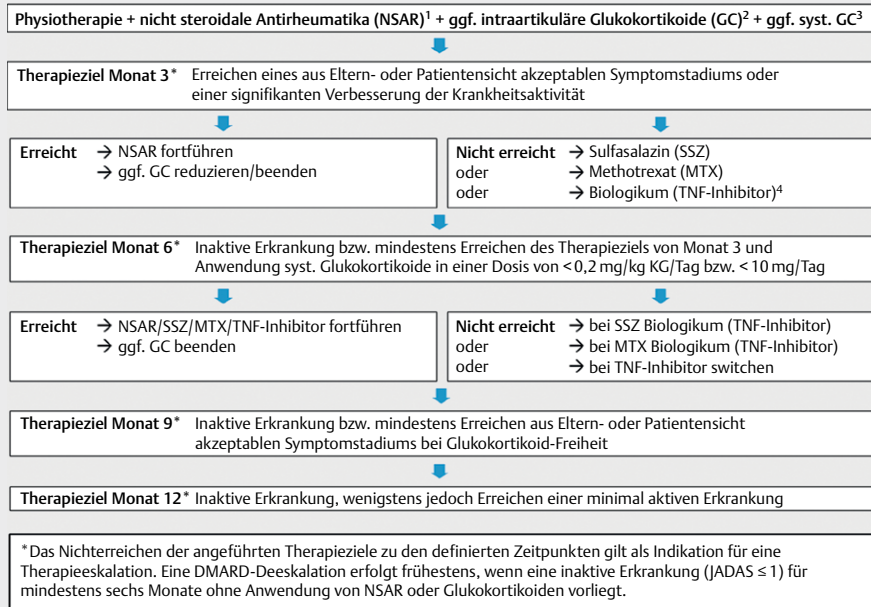 Physiotherapie + nicht steroidale Antirheumatika (NSAR)¹ + ggf. intraartikuläre Glukokortikoide (GC)² + ggf. syst. GC³
Therapieziel Monat 3* Erreichen eines aus Eltern- oder Patientensicht akzeptablen Symptomstadiums oder
einer signifikanten Verbesserung der Krankheitsaktivität
Erreicht → NSAR fortführen
→ ggf. GC reduzieren/beenden
Nicht erreicht → Sulfasalazin (SSZ)
oder → Methotrexat (MTX)
oder → Biologikum (TNF-Inhibitor)⁴
Therapieziel Monat 6* Inaktive Erkrankung bzw. mindestens Erreichen des Therapieziels von Monat 3 und
Anwendung syst. Glukokortikoide in einer Dosis von <0,2 mg/kg KG/Tag bzw. <10 mg/Tag
Erreicht → NSAR/SSZ/MTX/TNF-Inhibitor fortführen
→ ggf. GC beenden
Nicht erreicht → bei SSZ Biologikum (TNF-Inhibitor)
oder → bei MTX Biologikum (TNF-Inhibitor)
oder → bei TNF-Inhibitor switchen
Therapieziel Monat 9* Inaktive Erkrankung bzw. mindestens Erreichen aus Eltern- oder Patientensicht
akzeptablen Symptomstadiums bei Glukokortikoid-Freiheit
Therapieziel Monat 12* Inaktive Erkrankung, wenigstens jedoch Erreichen einer minimal aktiven Erkrankung
*Das Nichterreichen der angeführten Therapieziele zu den definierten Zeitpunkten gilt als Indikation für eine
Therapieeskalation. Eine DMARD-Deeskalation erfolgt frühestens, wenn eine inaktive Erkrankung (JADAS ≤ 1) für
mindestens sechs Monate ohne Anwendung von NSAR oder Glukokortikoiden vorliegt.